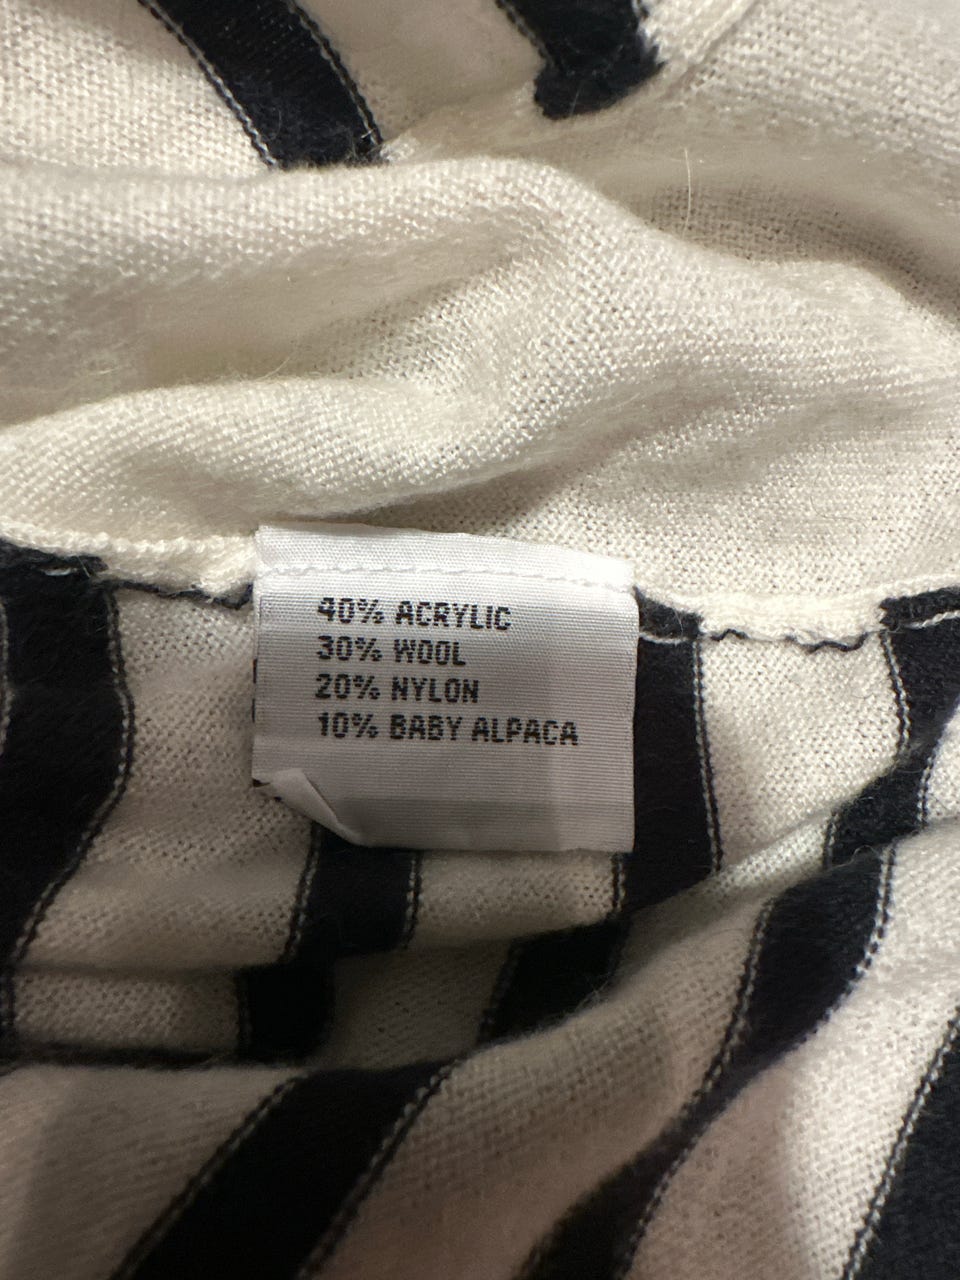 40% ACRYLIC
30% WOOL
20% NYLON
10% BABY ALPACA